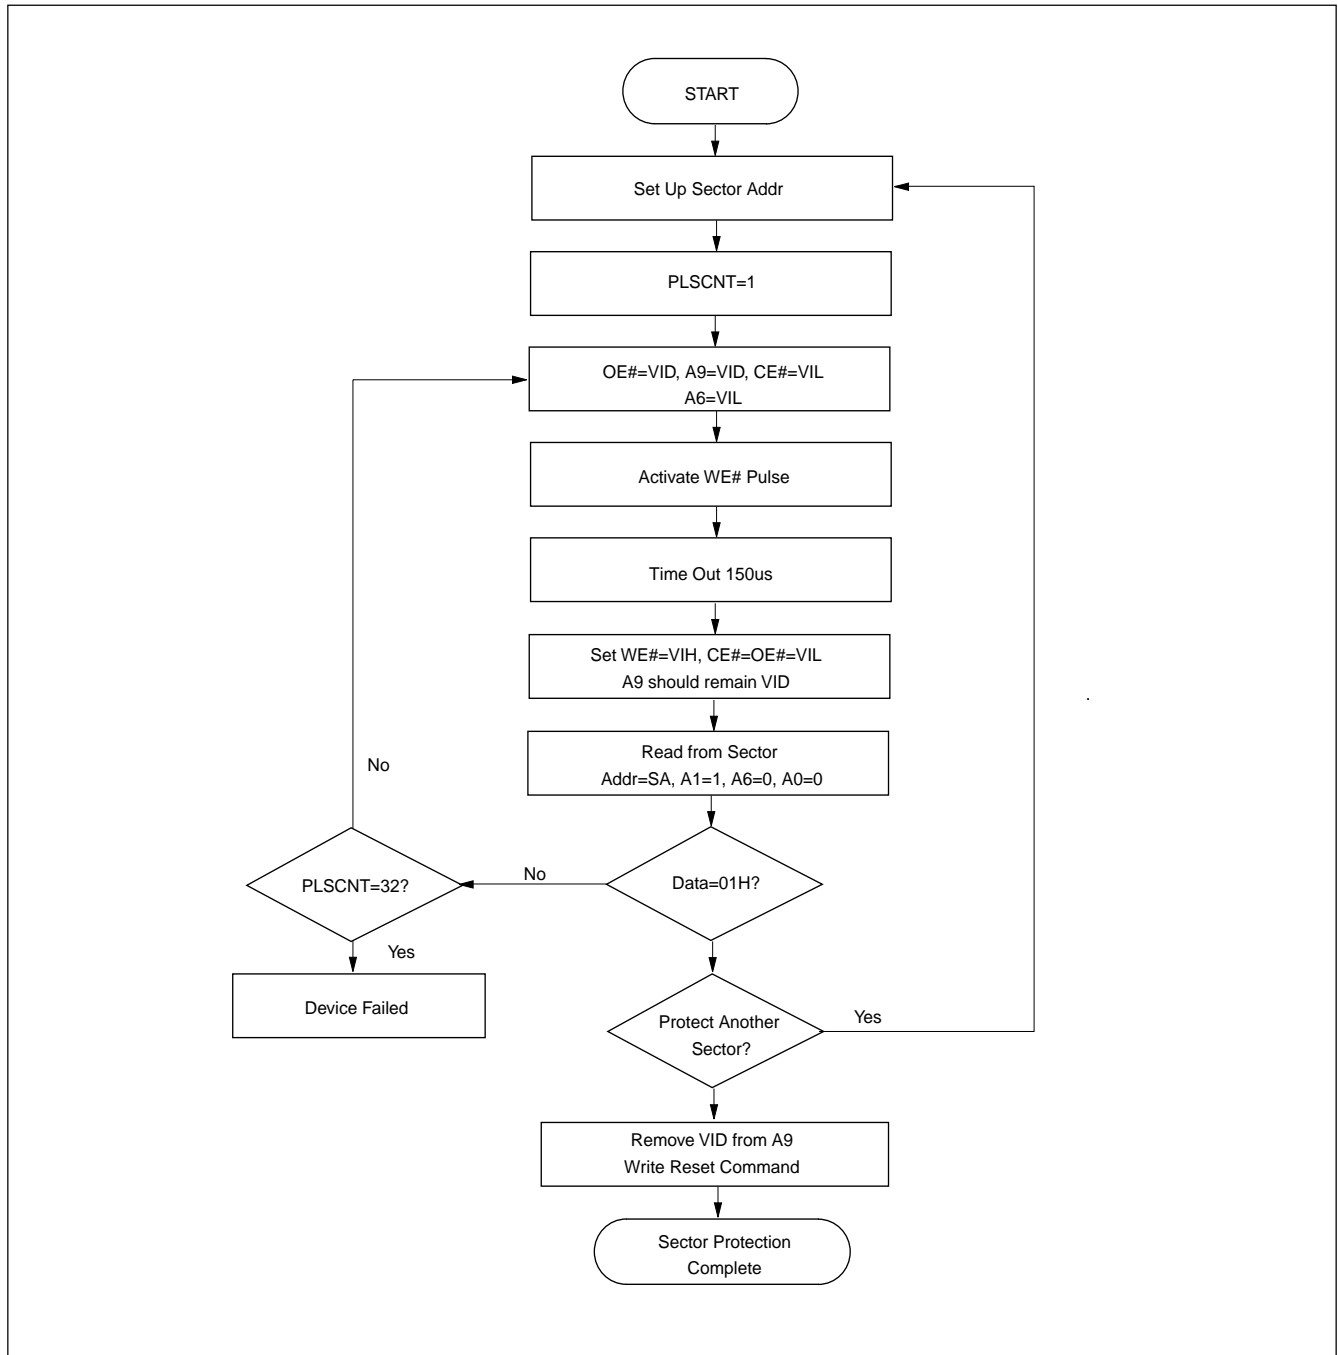 START
Set Up Sector Addr
PLSCNT=1
OE#=VID, A9=VID, CE#=VIL
A6=VIL
Activate WE# Pulse
Time Out 150us
Set WE#=VIH, CE#=OE#=VIL
A9 should remain VID
Read from Sector
Addr=SA, A1=1, A6=0, A0=0
No
PLSCNT=32?
No
Data=01H?
Yes
Device Failed
Protect Another
Sector?
Yes
Remove VID from A9
Write Reset Command
Sector Protection
Complete